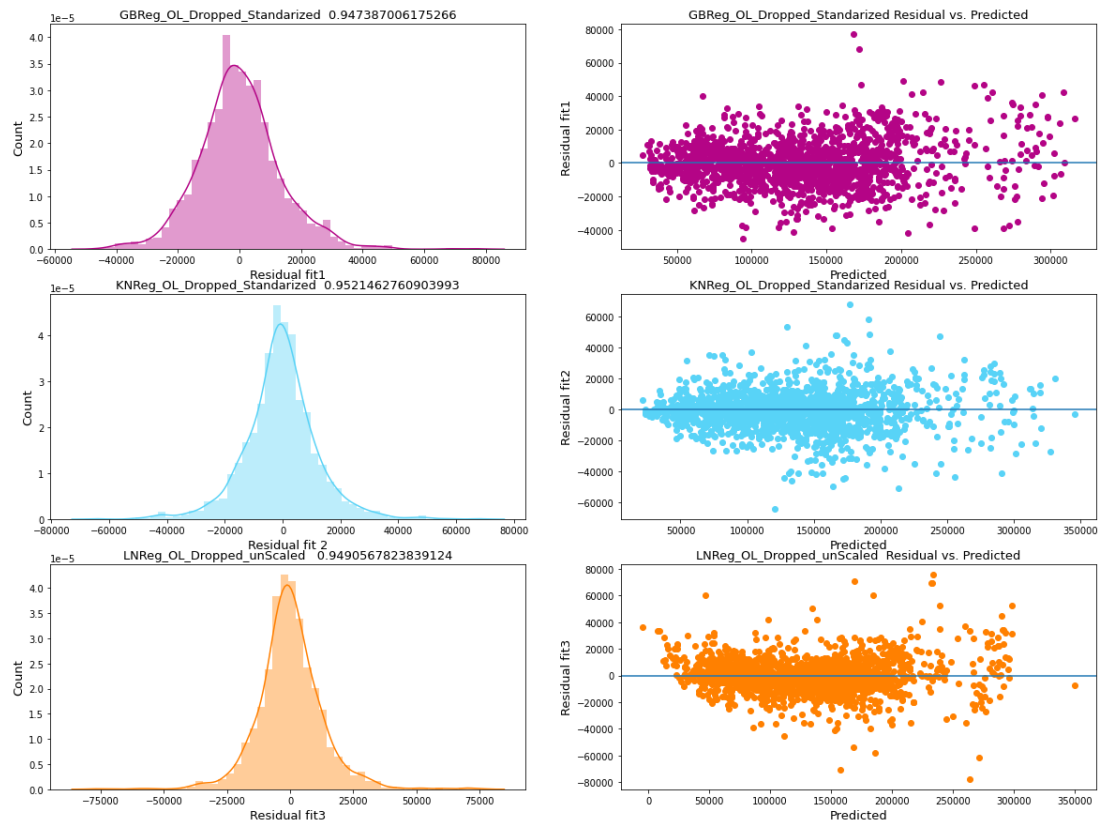 GBReg_OL_Dropped_Standarized 0.947387006175266
1e-5
4.0
3.5
3.0
2.5
2.0
1.5
1.0
0.5
0.0
Count
−60000 −40000 −20000 0 20000 40000 60000 80000
Residual fit1
GBReg_OL_Dropped_Standarized Residual vs. Predicted
80000
60000
40000
20000
0
−20000
−40000
Residual fit1
50000 100000 150000 200000 250000 300000
Predicted
KNReg_OL_Dropped_Standarized 0.9521462760903993
1e-5
4
3
2
1
0
Count
−80000 −60000 −40000 −20000 0 20000 40000 60000 80000
Residual fit 2
KNReg_OL_Dropped_Standarized Residual vs. Predicted
60000
40000
20000
0
−20000
−40000
−60000
Residual fit2
50000 100000 150000 200000 250000 300000 350000
Predicted
LNReg_OL_Dropped_unScaled 0.9490567823839124
1e-5
4.0
3.5
3.0
2.5
2.0
1.5
1.0
0.5
0.0
Count
−75000 −50000 −25000 0 25000 50000 75000
Residual fit3
LNReg_OL_Dropped_unScaled Residual vs. Predicted
80000
60000
40000
20000
0
−20000
−40000
−60000
−80000
Residual fit3
0 50000 100000 150000 200000 250000 300000 350000
Predicted